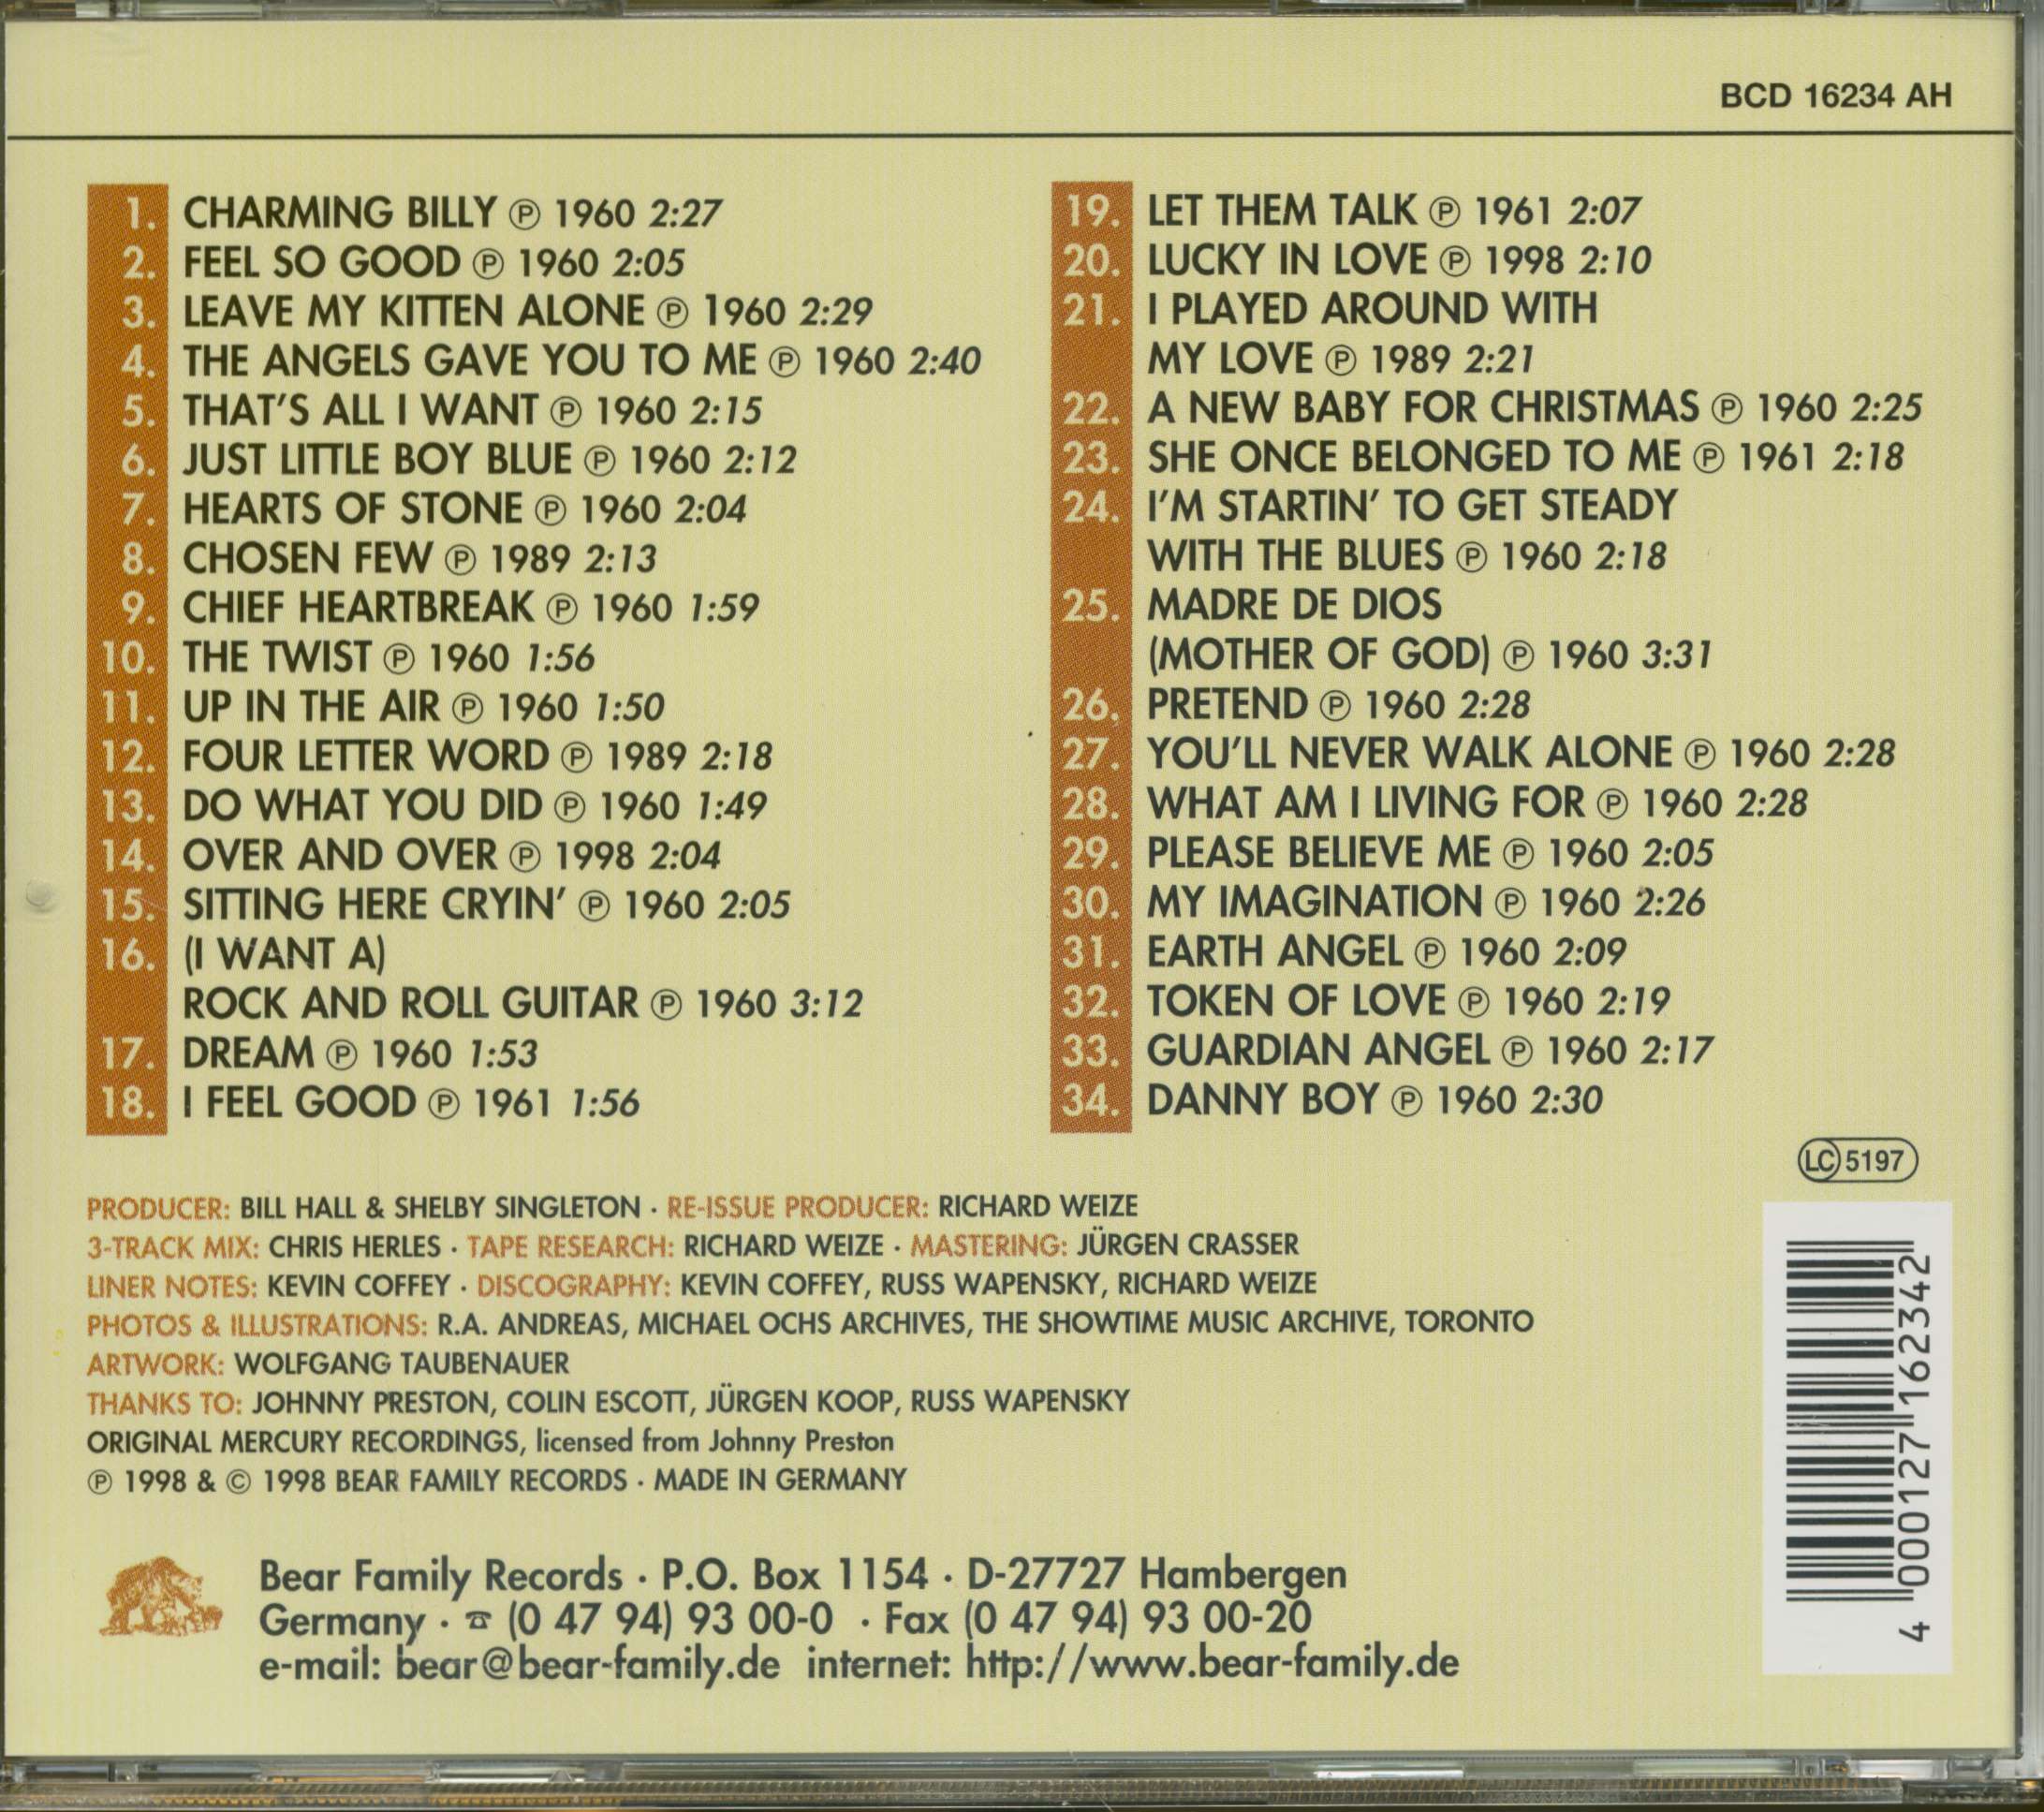 BCD 16234 AH
1. CHARMING BILLY Ⓟ 1960 2:27
2. FEEL SO GOOD Ⓟ 1960 2:05
3. LEAVE MY KITTEN ALONE Ⓟ 1960 2:29
4. THE ANGELS GAVE YOU TO ME Ⓟ 1960 2:40
5. THAT'S ALL I WANT Ⓟ 1960 2:15
6. JUST LITTLE BOY BLUE Ⓟ 1960 2:12
7. HEARTS OF STONE Ⓟ 1960 2:04
8. CHOSEN FEW Ⓟ 1989 2:13
9. CHIEF HEARTBREAK Ⓟ 1960 1:59
10. THE TWIST Ⓟ 1960 1:56
11. UP IN THE AIR Ⓟ 1960 1:50
12. FOUR LETTER WORD Ⓟ 1989 2:18
13. DO WHAT YOU DID Ⓟ 1960 1:49
14. OVER AND OVER Ⓟ 1998 2:04
15. SITTING HERE CRYIN' Ⓟ 1960 2:05
16. (I WANT A)
ROCK AND ROLL GUITAR Ⓟ 1960 3:12
17. DREAM Ⓟ 1960 1:53
18. I FEEL GOOD Ⓟ 1961 1:56
19. LET THEM TALK Ⓟ 1961 2:07
20. LUCKY IN LOVE Ⓟ 1998 2:10
21. I PLAYED AROUND WITH
MY LOVE Ⓟ 1989 2:21
22. A NEW BABY FOR CHRISTMAS Ⓟ 1960 2:25
23. SHE ONCE BELONGED TO ME Ⓟ 1961 2:18
24. I'M STARTIN' TO GET STEADY
WITH THE BLUES Ⓟ 1960 2:18
25. MADRE DE DIOS
(MOTHER OF GOD) Ⓟ 1960 3:31
26. PRETEND Ⓟ 1960 2:28
27. YOU'LL NEVER WALK ALONE Ⓟ 1960 2:28
28. WHAT AM I LIVING FOR Ⓟ 1960 2:28
29. PLEASE BELIEVE ME Ⓟ 1960 2:05
30. MY IMAGINATION Ⓟ 1960 2:26
31. EARTH ANGEL Ⓟ 1960 2:09
32. TOKEN OF LOVE Ⓟ 1960 2:19
33. GUARDIAN ANGEL Ⓟ 1960 2:17
34. DANNY BOY Ⓟ 1960 2:30
LC 5197
PRODUCER: BILL HALL & SHELBY SINGLETON · RE-ISSUE PRODUCER: RICHARD WEIZE
3-TRACK MIX: CHRIS HERLES · TAPE RESEARCH: RICHARD WEIZE · MASTERING: JÜRGEN CRASSER
LINER NOTES: KEVIN COFFEY · DISCOGRAPHY: KEVIN COFFEY, RUSS WAPENSKY, RICHARD WEIZE
PHOTOS & ILLUSTRATIONS: R.A. ANDREAS, MICHAEL OCHS ARCHIVES, THE SHOWTIME MUSIC ARCHIVE, TORONTO
ARTWORK: WOLFGANG TAUBENAUER
THANKS TO: JOHNNY PRESTON, COLIN ESCOTT, JÜRGEN KOOP, RUSS WAPENSKY
ORIGINAL MERCURY RECORDINGS, licensed from Johnny Preston
Ⓟ 1998 & © 1998 BEAR FAMILY RECORDS · MADE IN GERMANY
Bear Family Records · P.O. Box 1154 · D-27727 Hambergen
Germany · ☎ (0 47 94) 93 00-0 · Fax (0 47 94) 93 00-20
e-mail: bear@bear-family.de internet: http://www.bear-family.de
4 000127 162342